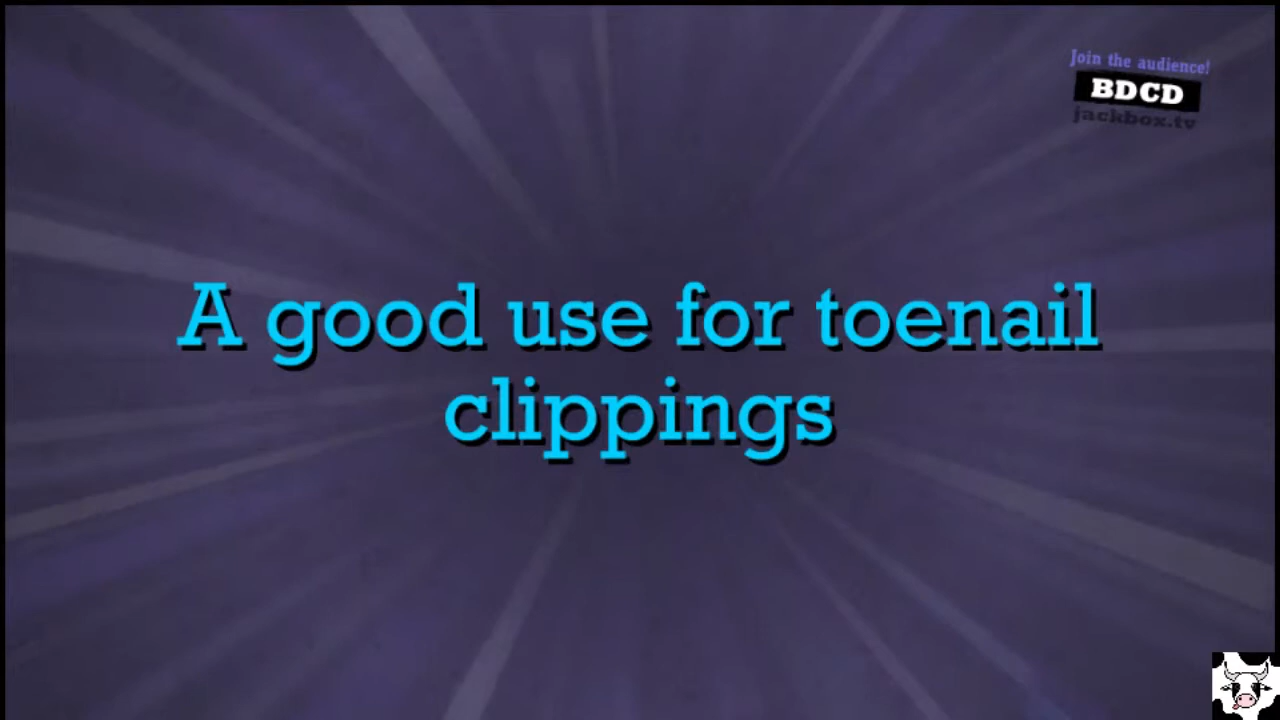 Join the audience!
BDCD
jackbox.tv
A good use for toenail
clippings